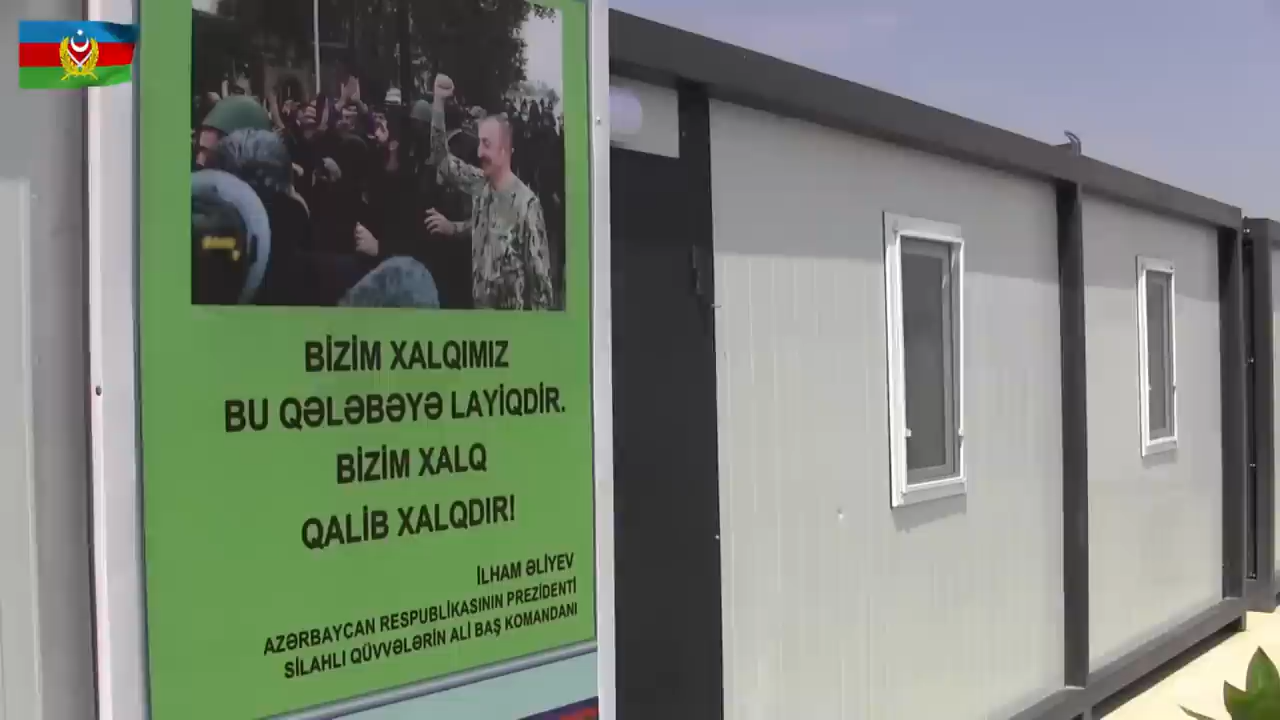 BİZİM XALQIMIZ
BU QƏLƏBƏYƏ LAYİQDİR.
BİZİM XALQ
QALİB XALQDIR!
İLHAM ƏLİYEV
AZƏRBAYCAN RESPUBLİKASININ PREZİDENTİ
SİLAHLI QÜVVƏLƏRİN ALİ BAŞ KOMANDANI